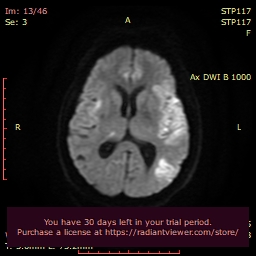 Im: 13/46
Se: 3
A
STP117
STP117
F
Ax DWI B 1000
R
L
You have 30 days left in your trial period.
Purchase a license at https://radiantviewer.com/store/